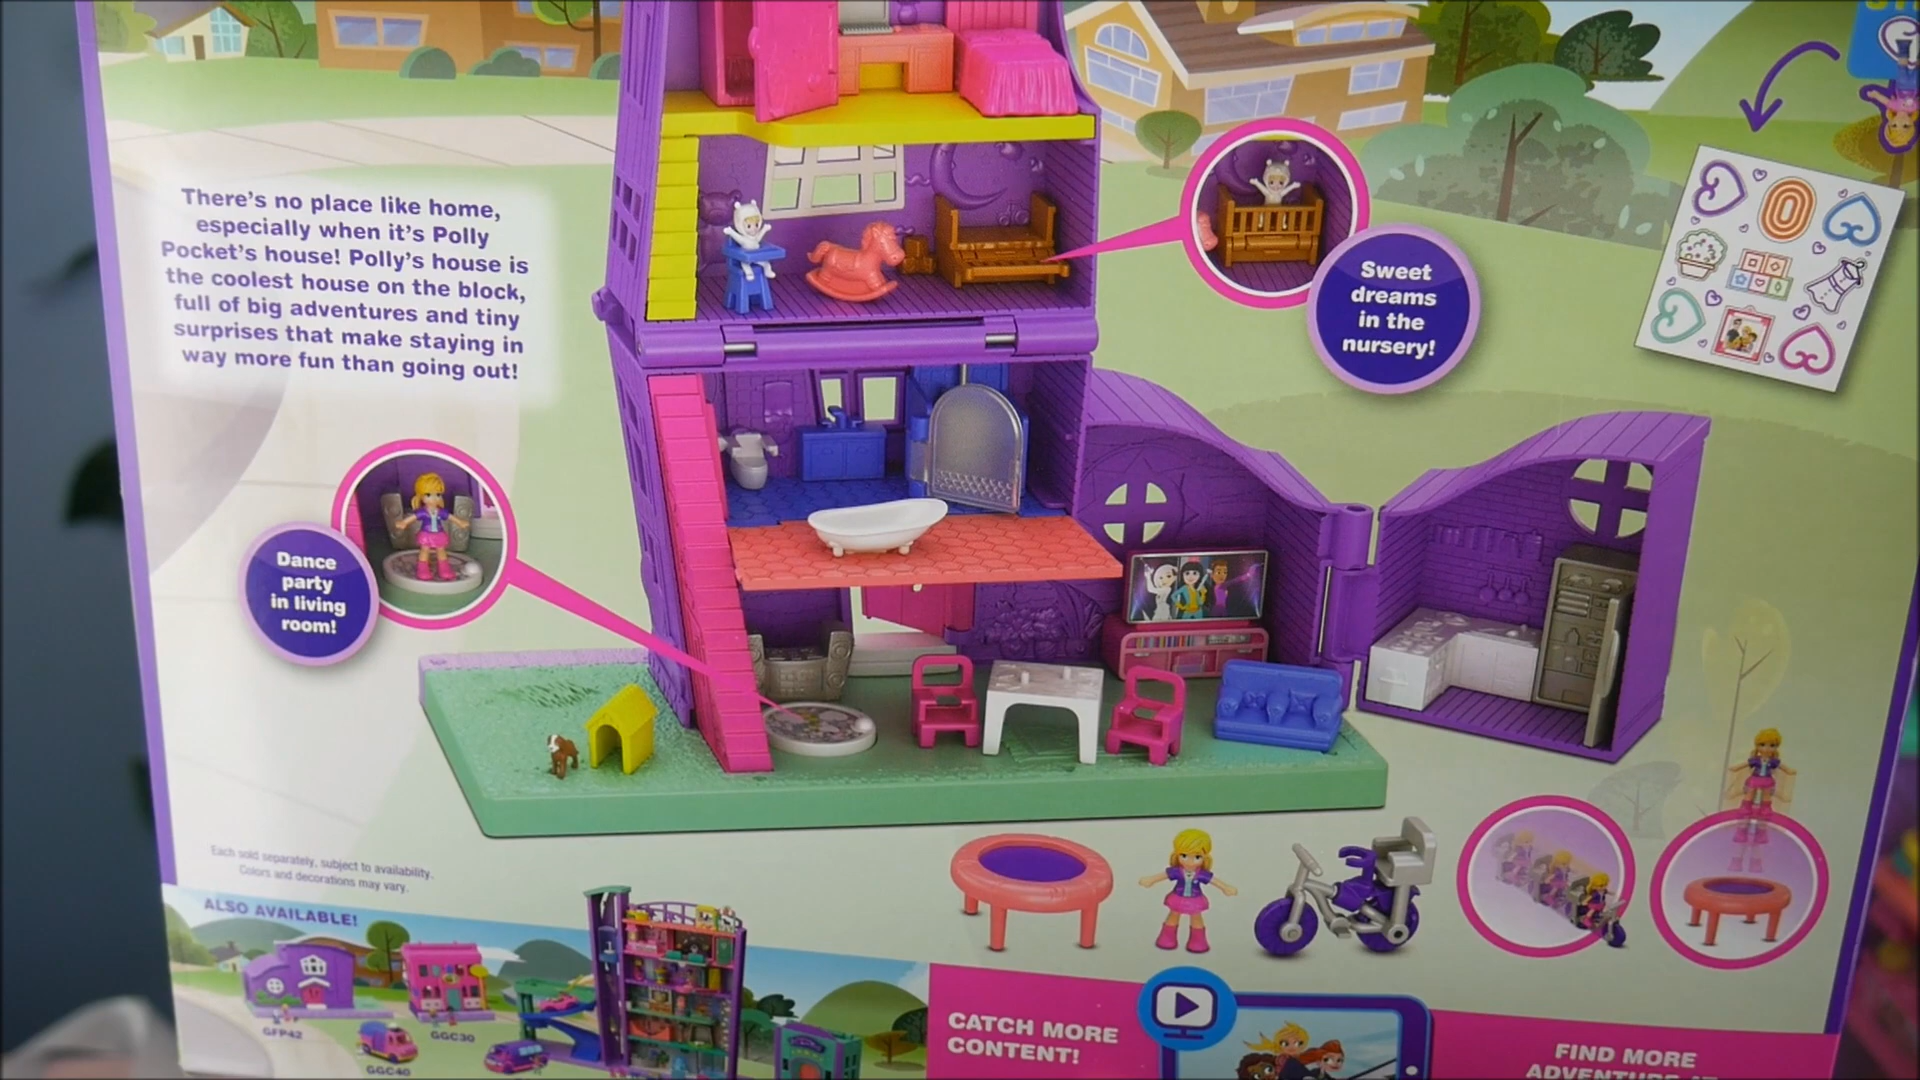 There's no place like home,
especially when it's Polly
Pocket's house! Polly's house is
the coolest house on the block,
full of big adventures and tiny
surprises that make staying in
way more fun than going out!
Sweet
dreams
in the
nursery!
Dance
party
in living
room!
Each sold separately, subject to availability.
Colors and decorations may vary.
ALSO AVAILABLE!
GFP42
GGC30
GGC40
CATCH MORE
CONTENT!
FIND MORE
ADVENTURE AT